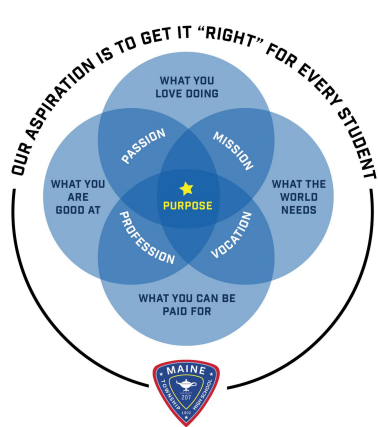 OUR ASPIRATION IS TO GET IT “RIGHT” FOR EVERY STUDENT
WHAT YOU
LOVE DOING
PASSION
MISSION
WHAT YOU
ARE
GOOD AT
PURPOSE
WHAT THE
WORLD
NEEDS
PROFESSION
VOCATION
WHAT YOU CAN BE
PAID FOR
MAINE
TOWNSHIP
HIGH SCHOOL
207
1902